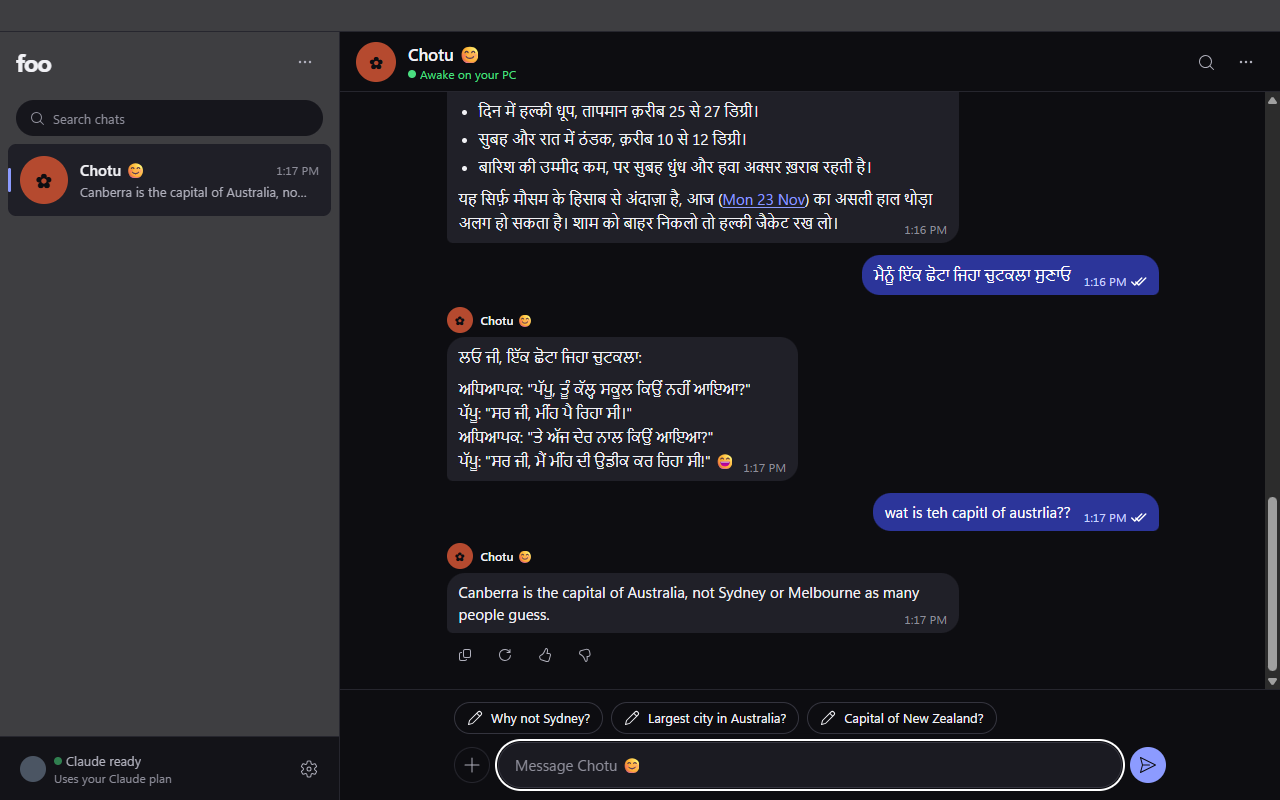 foo
Search chats
Chotu 😊
1:17 PM
Canberra is the capital of Australia, no...
Claude ready
Uses your Claude plan
Chotu 😊
Awake on your PC
• दिन में हल्की धूप, तापमान क़रीब 25 से 27 डिग्री।
• सुबह और रात में ठंडक, क़रीब 10 से 12 डिग्री।
• बारिश की उम्मीद कम, पर सुबह धुंध और हवा अक्सर ख़राब रहती है।
यह सिर्फ़ मौसम के हिसाब से अंदाज़ा है, आज (Mon 23 Nov) का असली हाल थोड़ा
अलग हो सकता है। शाम को बाहर निकलो तो हल्की जैकेट रख लो।
1:16 PM
ਮੈਨੂੰ ਇੱਕ ਛੋਟਾ ਜਿਹਾ ਚੁਟਕਲਾ ਸੁਣਾਓ
1:16 PM
Chotu 😊
ਲਓ ਜੀ, ਇੱਕ ਛੋਟਾ ਜਿਹਾ ਚੁਟਕਲਾ:
ਅਧਿਆਪਕ: "ਪੱਪੂ, ਤੂੰ ਕੱਲ੍ਹ ਸਕੂਲ ਕਿਉਂ ਨਹੀਂ ਆਇਆ?"
ਪੱਪੂ: "ਸਰ ਜੀ, ਮੀਂਹ ਪੈ ਰਿਹਾ ਸੀ।"
ਅਧਿਆਪਕ: "ਤੇ ਅੱਜ ਦੇਰ ਨਾਲ ਕਿਉਂ ਆਇਆ?"
ਪੱਪੂ: "ਸਰ ਜੀ, ਮੈਂ ਮੀਂਹ ਦੀ ਉਡੀਕ ਕਰ ਰਿਹਾ ਸੀ!" 😄
1:17 PM
wat is teh capitl of austrlia??
1:17 PM
Chotu 😊
Canberra is the capital of Australia, not Sydney or Melbourne as many
people guess.
1:17 PM
Why not Sydney?
Largest city in Australia?
Capital of New Zealand?
Message Chotu 😊